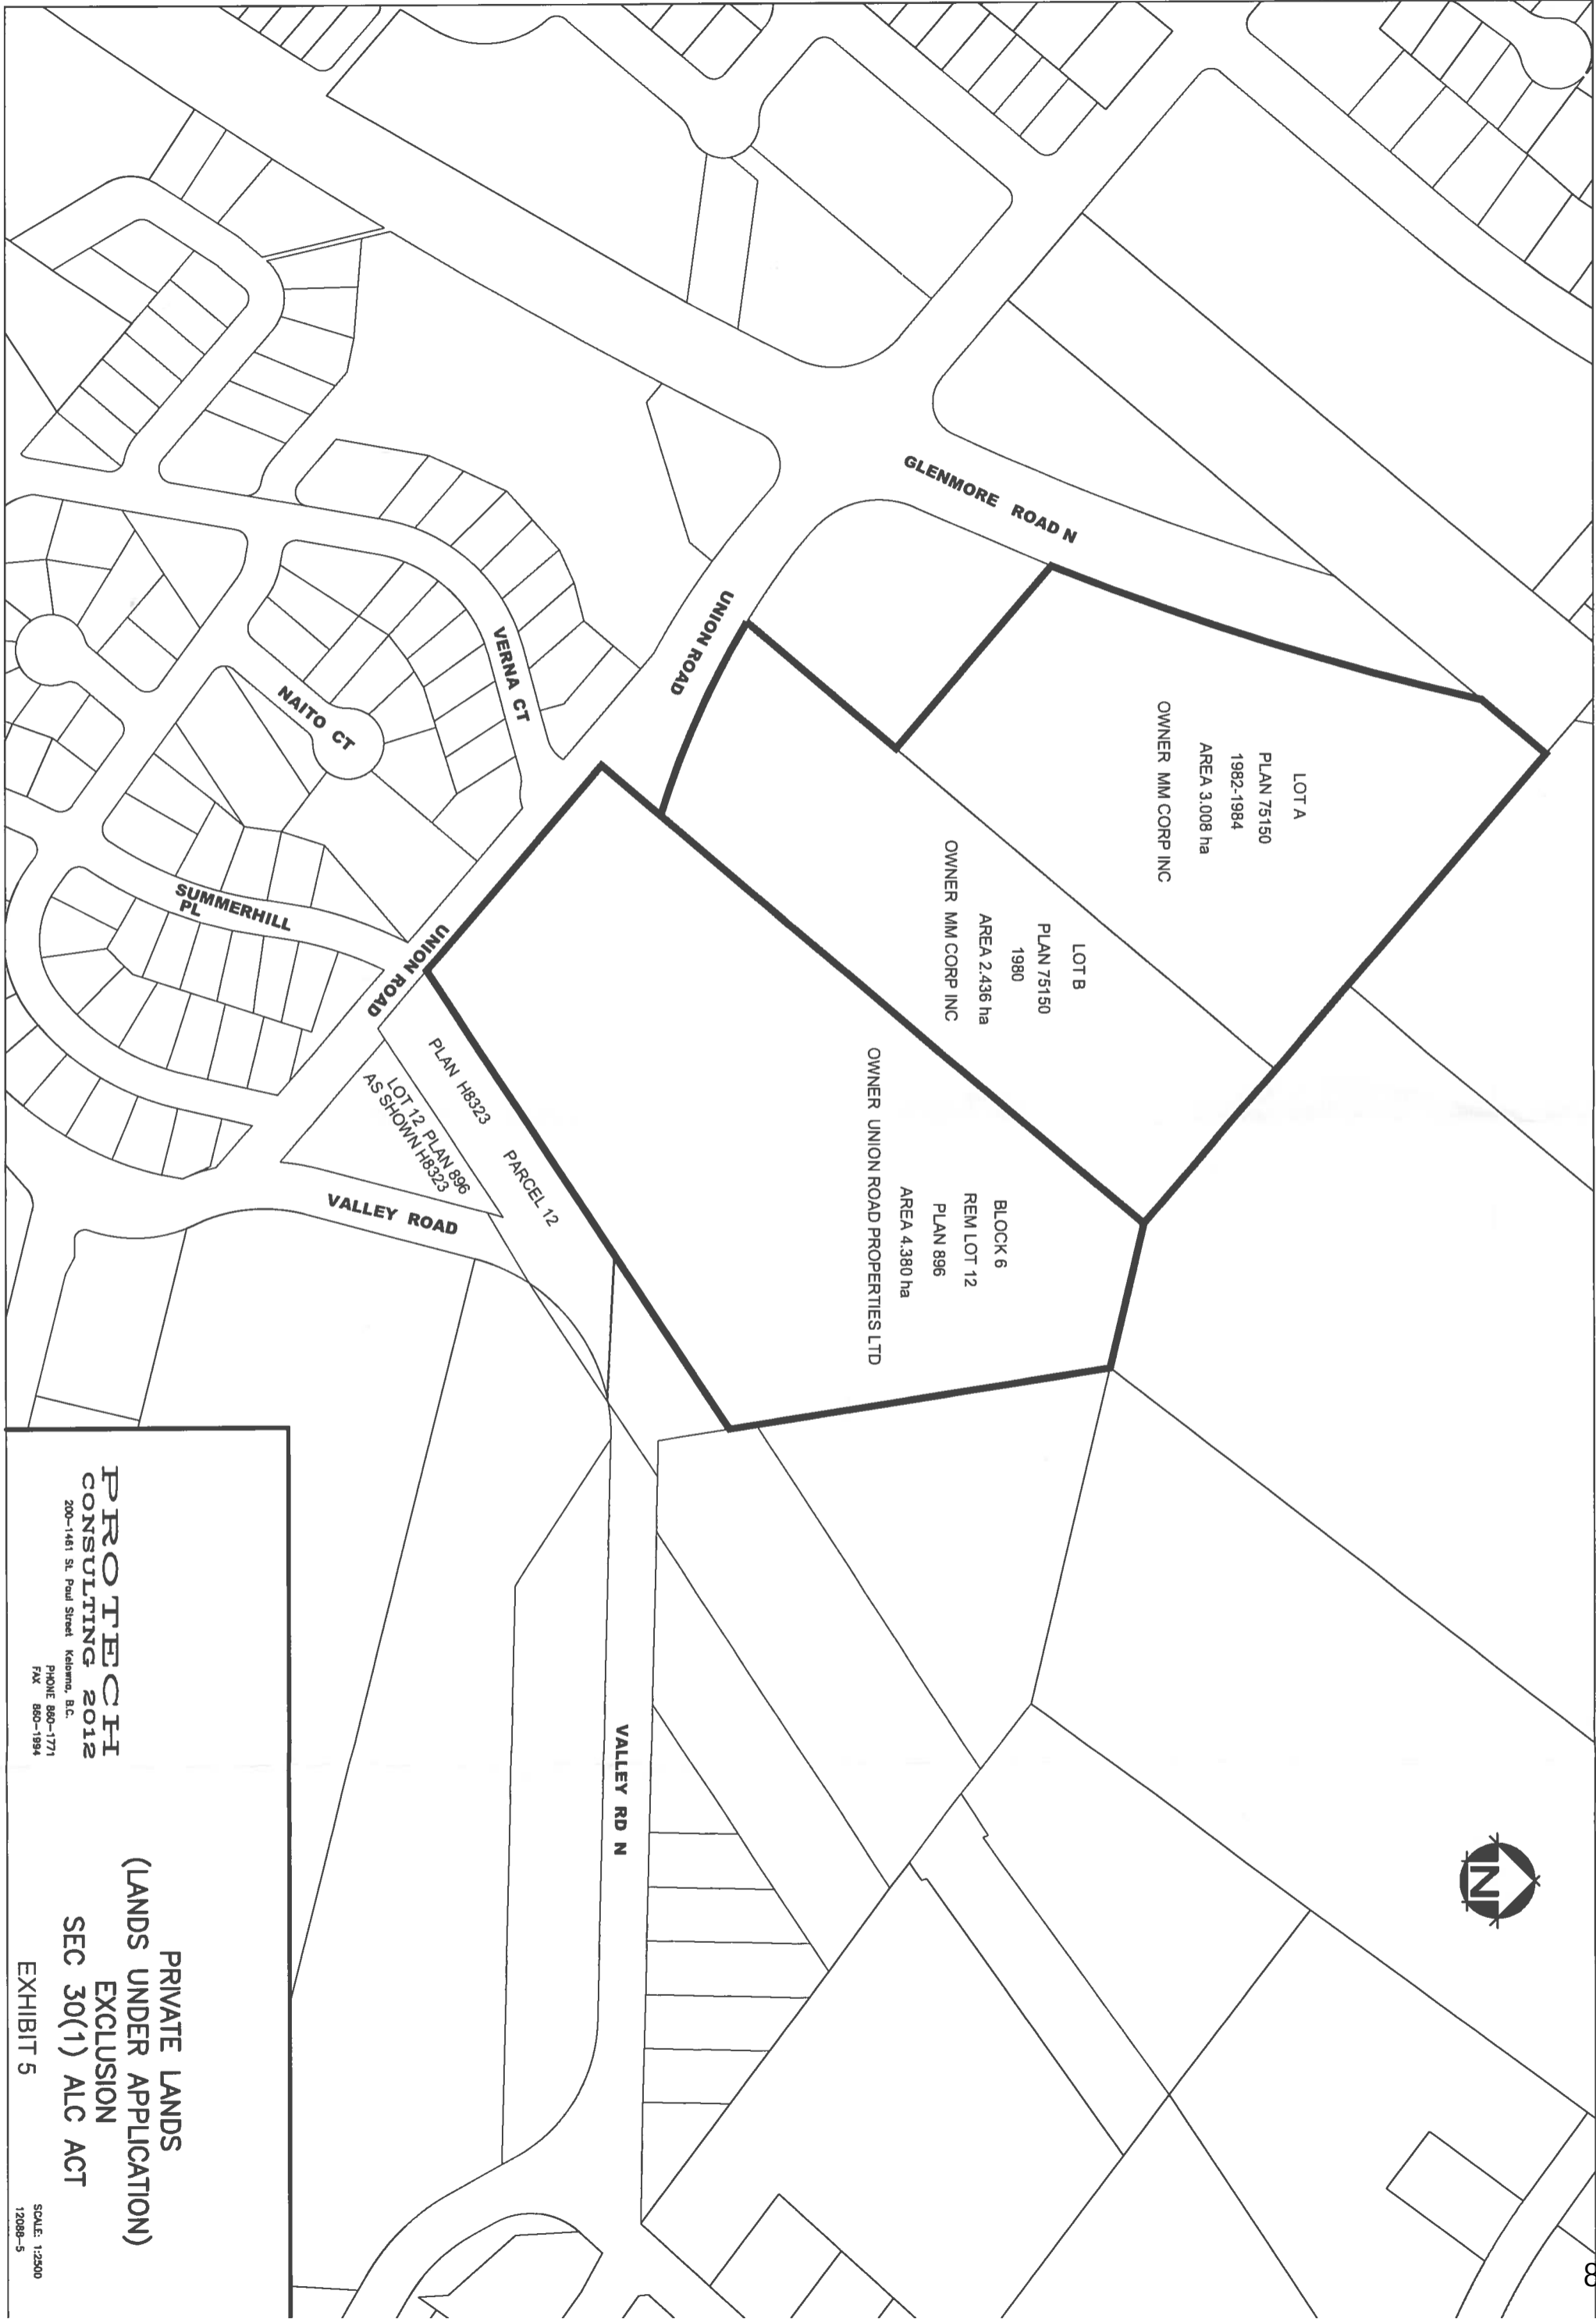 GLENMORE ROAD N
UNION ROAD
VERNA CT
NAITO CT
SUMMERHILL
PL
UNION ROAD
VALLEY ROAD
VALLEY RD N
LOT A
PLAN 75150
1982-1984
AREA 3.008 ha
OWNER MM CORP INC
LOT B
PLAN 75150
1980
AREA 2.436 ha
OWNER MM CORP INC
BLOCK 6
REM LOT 12
PLAN 896
AREA 4.380 ha
OWNER UNION ROAD PROPERTIES LTD
PLAN H8323 PARCEL 12
LOT 12 PLAN 896
AS SHOWN H8323
N
PROTECH
CONSULTING 2012
200-1461 St. Paul Street Kelowna, B.C.
PHONE 860-1771
FAX 860-1994
PRIVATE LANDS
(LANDS UNDER APPLICATION)
EXCLUSION
SEC 30(1) ALC ACT
EXHIBIT 5
SCALE: 1:2500
12088-5